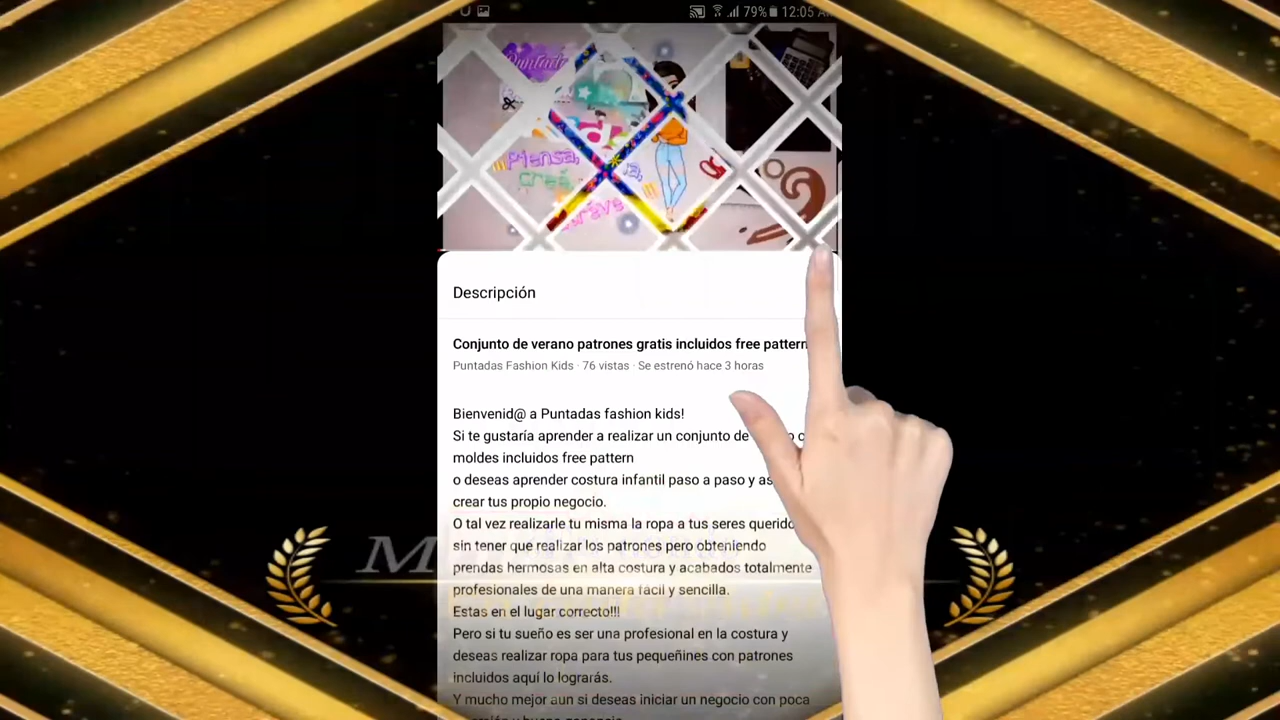 79% 12:05
Puntada
Piensa,
creá,
Descripción
Conjunto de verano patrones gratis incluidos free pattern
Puntadas Fashion Kids · 76 vistas · Se estrenó hace 3 horas
Bienvenid@ a Puntadas fashion kids!
Si te gustaría aprender a realizar un conjunto de
moldes incluidos free pattern
o deseas aprender costura infantil paso a paso y
crear tus propio negocio.
O tal vez realizarle tu misma la ropa a tus seres
sin tener que realizar los patrones pero obteniendo
prendas hermosas en alta costura y acabados totalmente
profesionales de una manera fácil y sencilla.
Estas en el lugar correcto!!!
Pero si tu sueño es ser una profesional en la costura y
deseas realizar ropa para tus pequeñines con patrones
incluidos aquí lo lograrás.
Y mucho mejor aun si deseas iniciar un negocio con poca